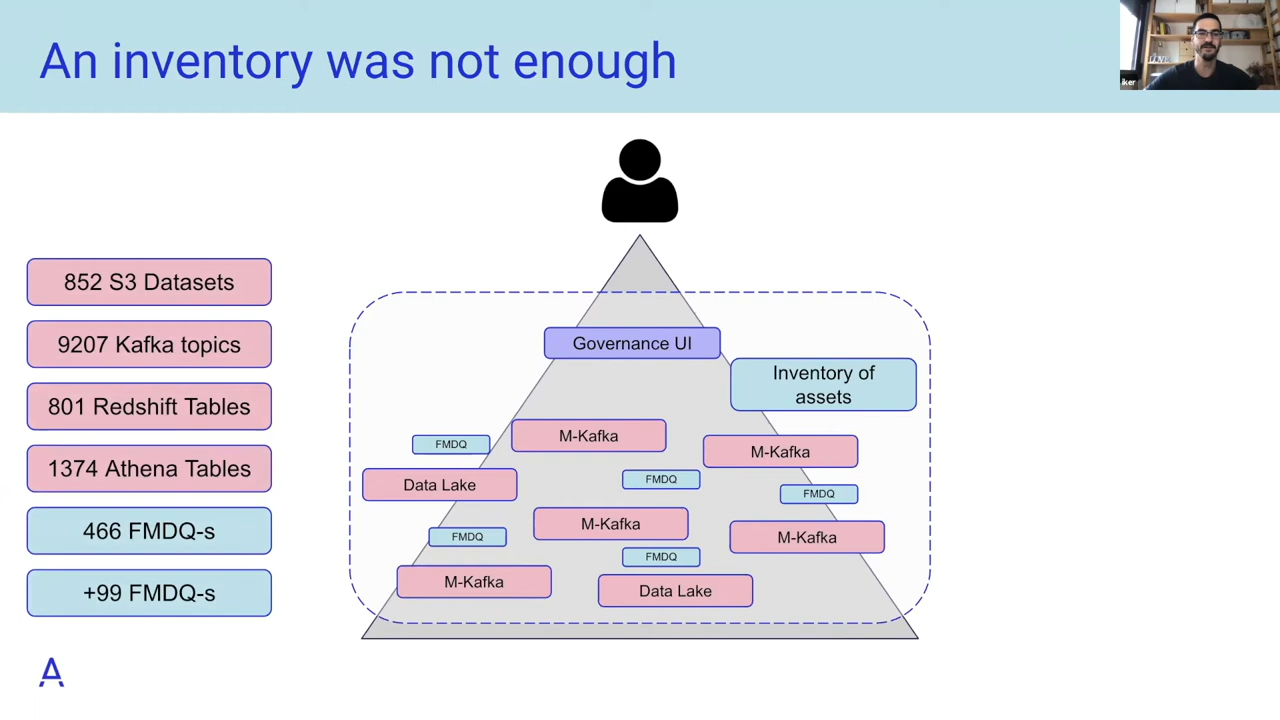 An inventory was not enough
852 S3 Datasets
9207 Kafka topics
801 Redshift Tables
1374 Athena Tables
466 FMDQ-s
+99 FMDQ-s
Governance UI
Inventory of
assets
M-Kafka
FMDQ
M-Kafka
Data Lake
FMDQ
FMDQ
M-Kafka
FMDQ
M-Kafka
FMDQ
M-Kafka
Data Lake
iker